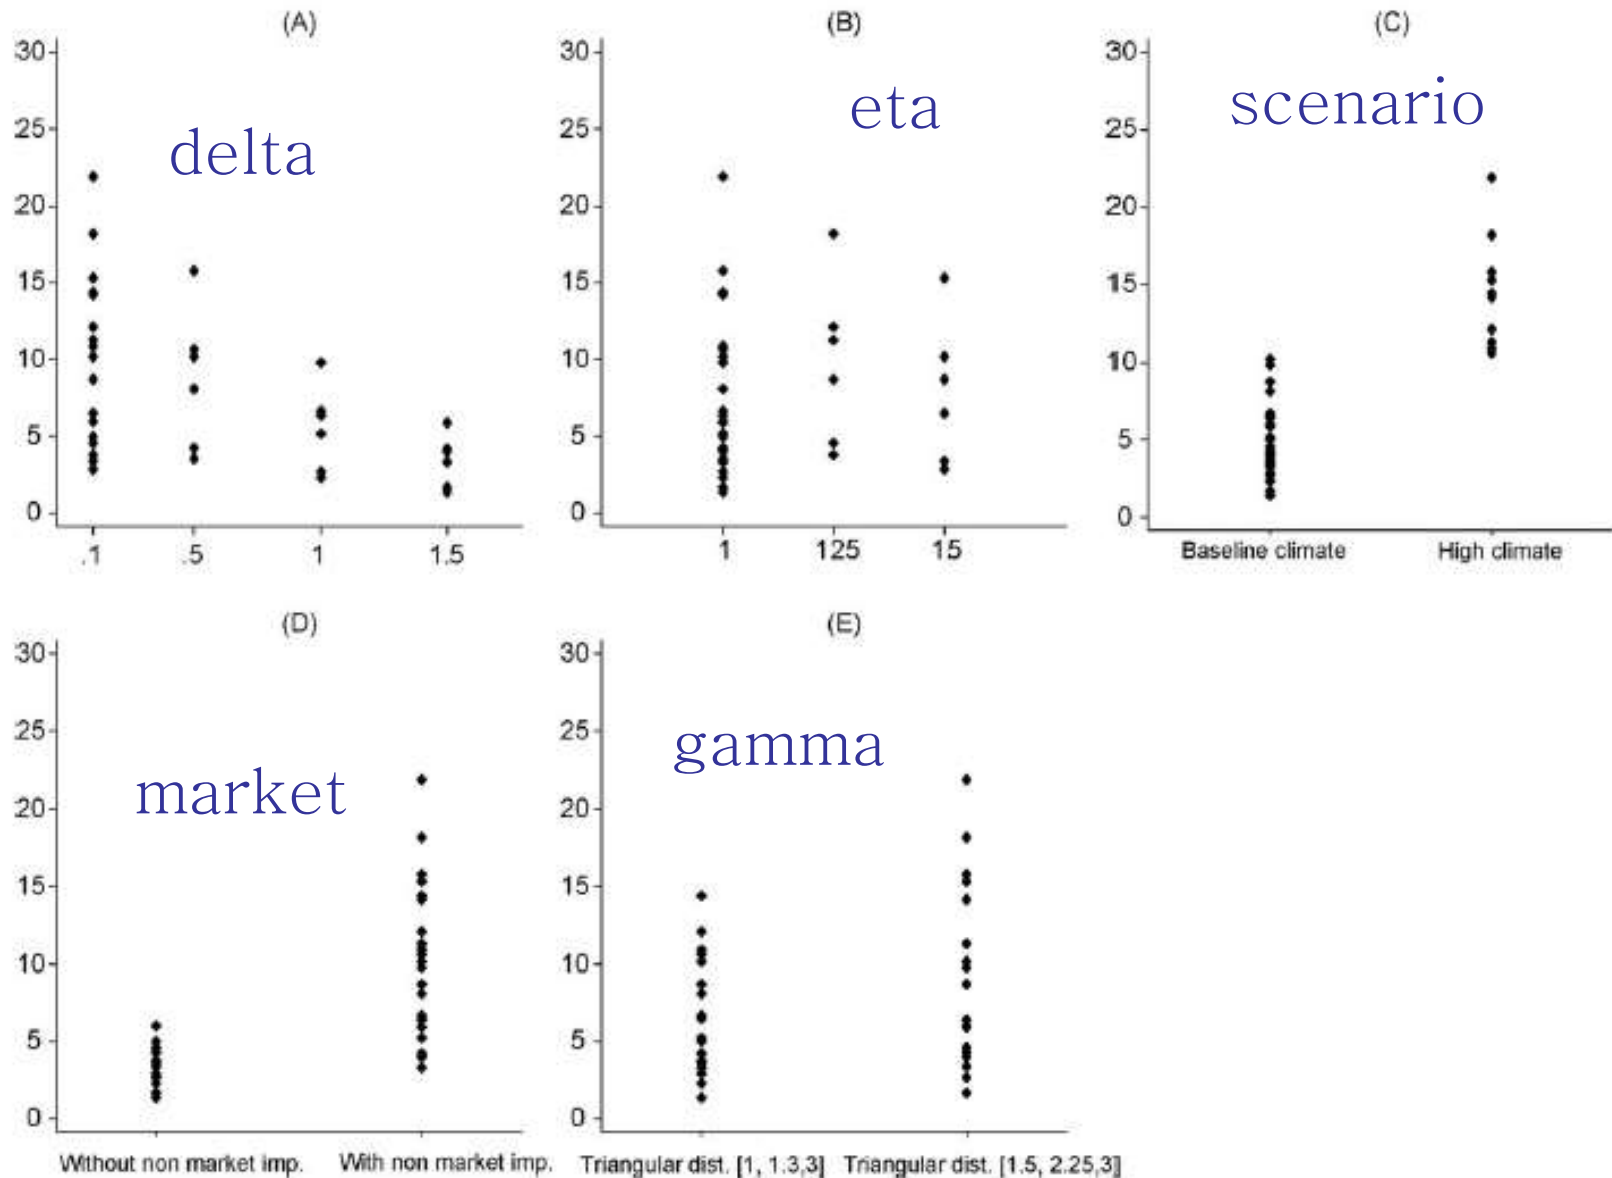 (A)
30
25
20
15
10
5
0
delta
.1 .5 1 1.5
(B)
30
25
20
15
10
5
0
eta
1 125 15
(C)
30
25
20
15
10
5
0
scenario
Baseline climate High climate
(D)
30
25
20
15
10
5
0
market
Without non market imp. With non market imp.
(E)
30
25
20
15
10
5
0
gamma
Triangular dist. [1, 1.3,3] Triangular dist. [1.5, 2.25,3]